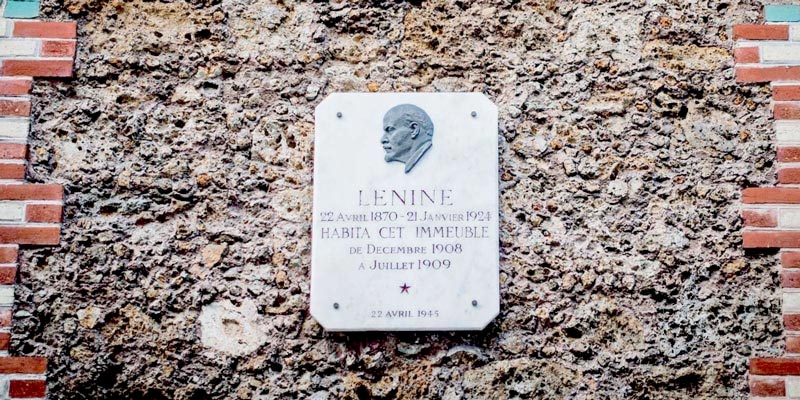 LENINE
22 AVRIL 1870 - 21 JANVIER 1924
HABITA CET IMMEUBLE
DE DECEMBRE 1908
A JUILLET 1909
22 AVRIL 1945